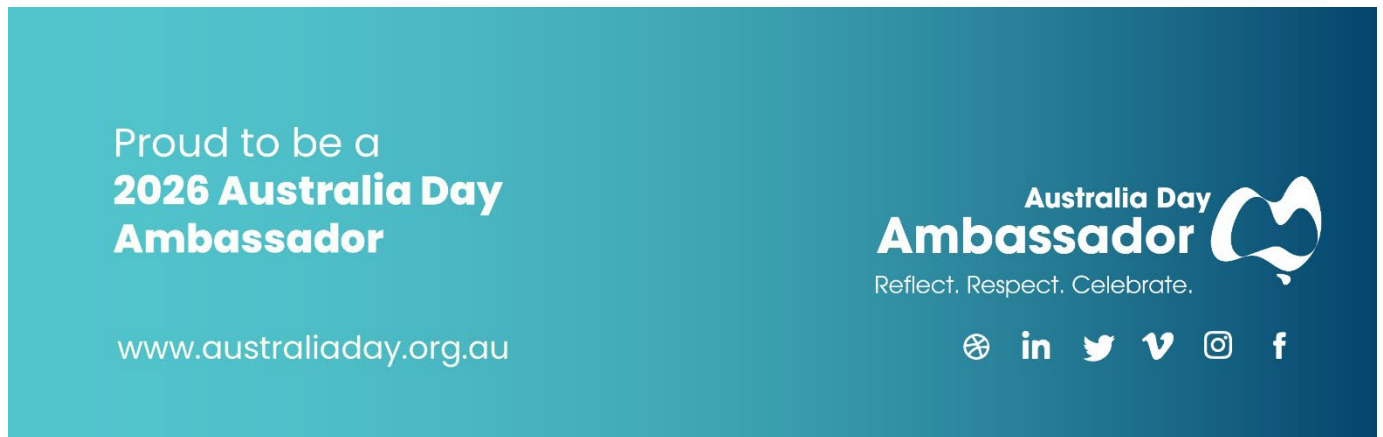 Proud to be a
2026 Australia Day
Ambassador
www.australiaday.org.au
Australia Day
Ambassador
Reflect. Respect. Celebrate.